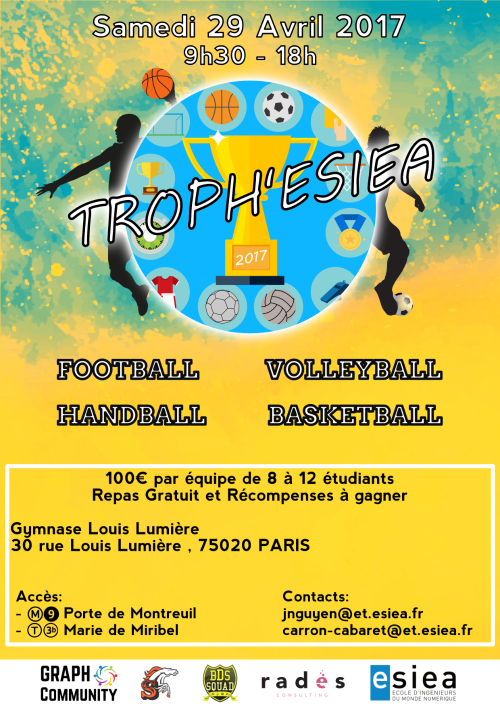 Samedi 29 Avril 2017
9h30 - 18h
TROPH'ESIEA
2017
FOOTBALL
VOLLEYBALL
HANDBALL
BASKETBALL
100€ par équipe de 8 à 12 étudiants
Repas Gratuit et Récompenses à gagner
Gymnase Louis Lumière
30 rue Louis Lumière , 75020 PARIS
Accès:
- M 9 Porte de Montreuil
- T 3b Marie de Miribel
Contacts:
jnguyen@et.esiea.fr
carron-cabaret@et.esiea.fr
GRAPH
COMMUNITY
BDS
SQUAD
radès
CONSULTING
esiea
ECOLE D'INGENIEURS
DU MONDE NUMERIQUE